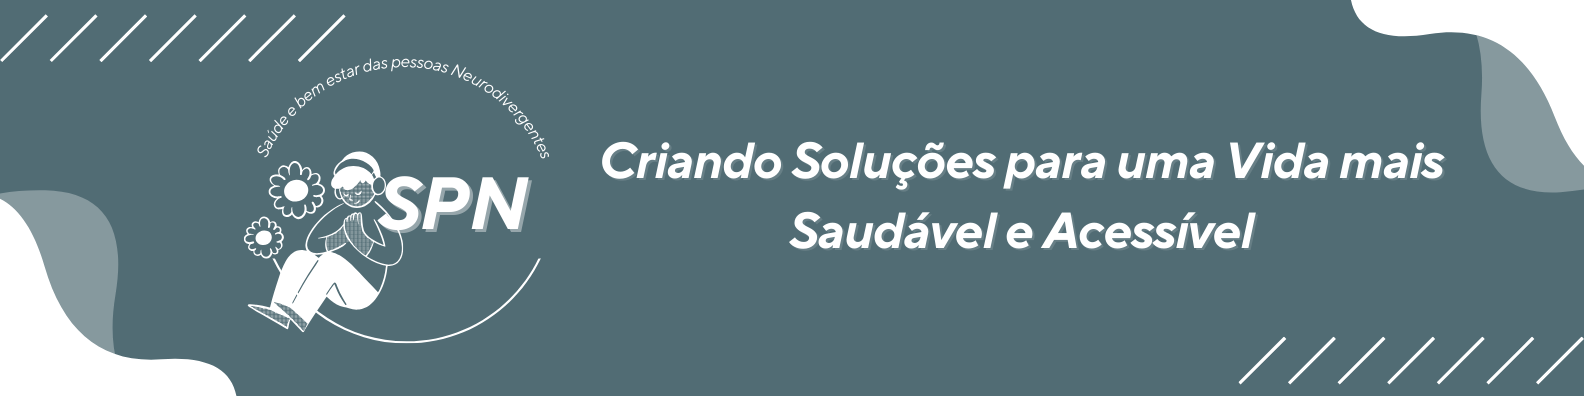 Saúde e bem estar das pessoas Neurodivergentes
SPN
Criando Soluções para uma Vida mais
Saudável e Acessível